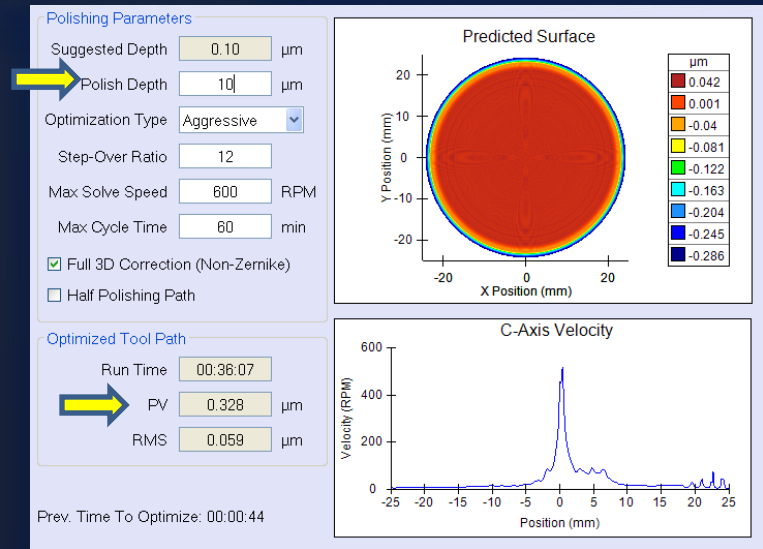 Polishing Parameters
Suggested Depth 0.10 µm
Polish Depth 10 µm
Optimization Type Aggressive
Step-Over Ratio 12
Max Solve Speed 600 RPM
Max Cycle Time 60 min
Full 3D Correction (Non-Zernike)
Half Polishing Path
Optimized Tool Path
Run Time 00:36:07
PV 0.328 µm
RMS 0.059 µm
Prev. Time To Optimize: 00:00:44
Predicted Surface
Y Position (mm)
20
10
0
-10
-20
-20 0 20
X Position (mm)
µm
0.042
0.001
-0.04
-0.081
-0.122
-0.163
-0.204
-0.245
-0.286
C-Axis Velocity
Velocity (RPM)
600
400
200
0
-25 -20 -15 -10 -5 0 5 10 15 20 25
Position (mm)